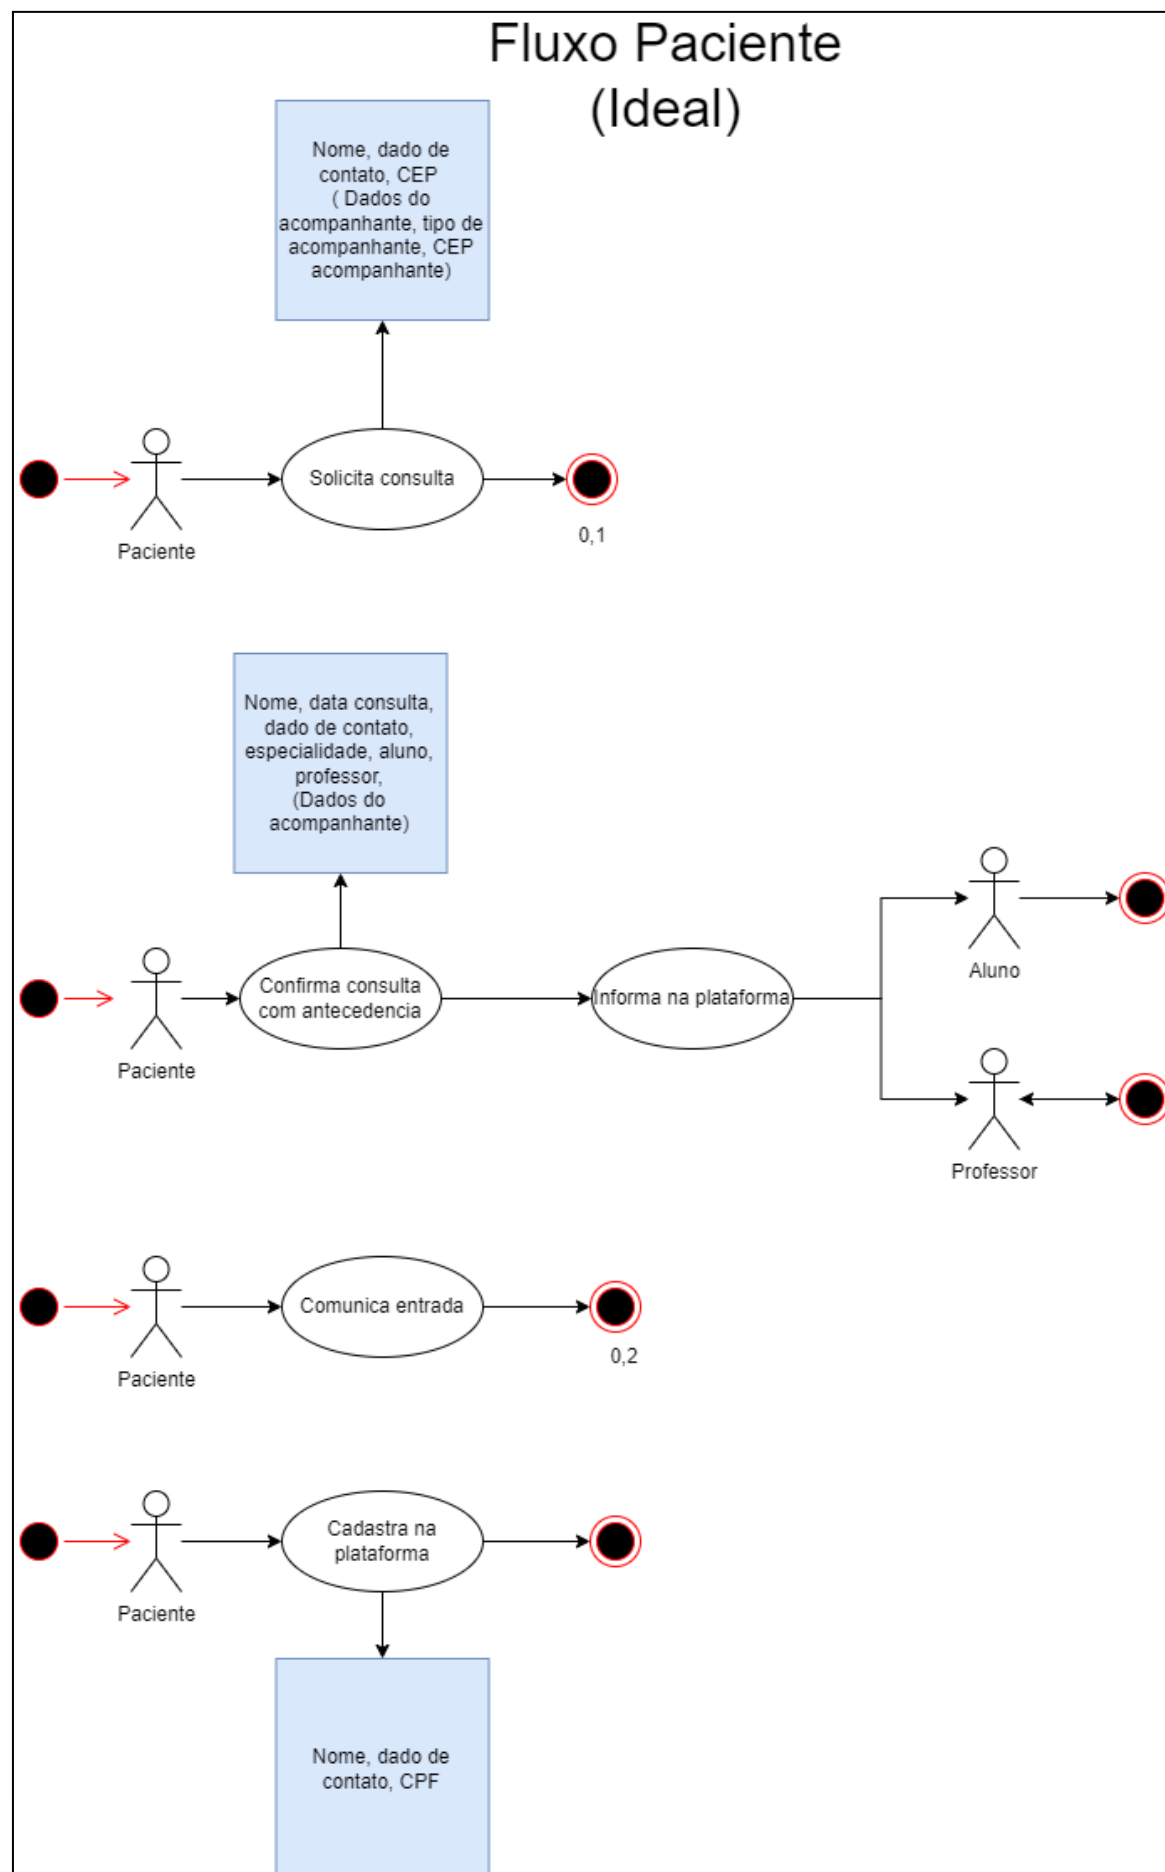 Fluxo Paciente
(Ideal)
Nome, dado de
contato, CEP
( Dados do
acompanhante, tipo de
acompanhante, CEP
acompanhante)
Solicita consulta
Paciente
0,1
Nome, data consulta,
dado de contato,
especialidade, aluno,
professor,
(Dados do
acompanhante)
Confirma consulta
com antecedencia
Informa na plataforma
Paciente
Aluno
Professor
Comunica entrada
Paciente
0,2
Cadastra na
plataforma
Paciente
Nome, dado de
contato, CPF